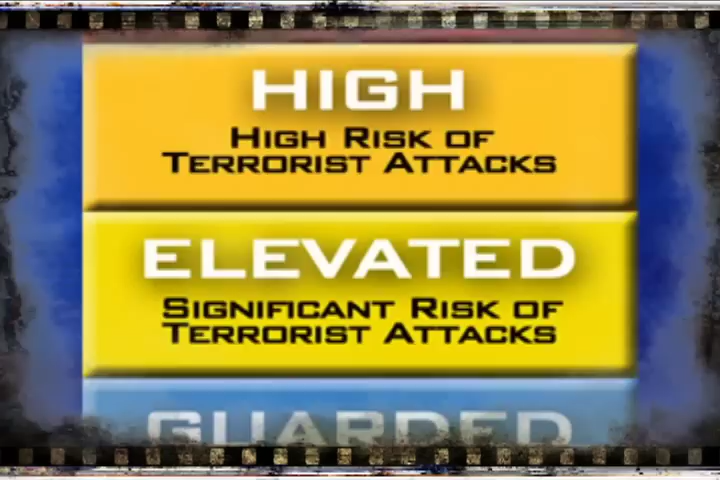 HIGH
HIGH RISK OF
TERRORIST ATTACKS
ELEVATED
SIGNIFICANT RISK OF
TERRORIST ATTACKS
GUARDED